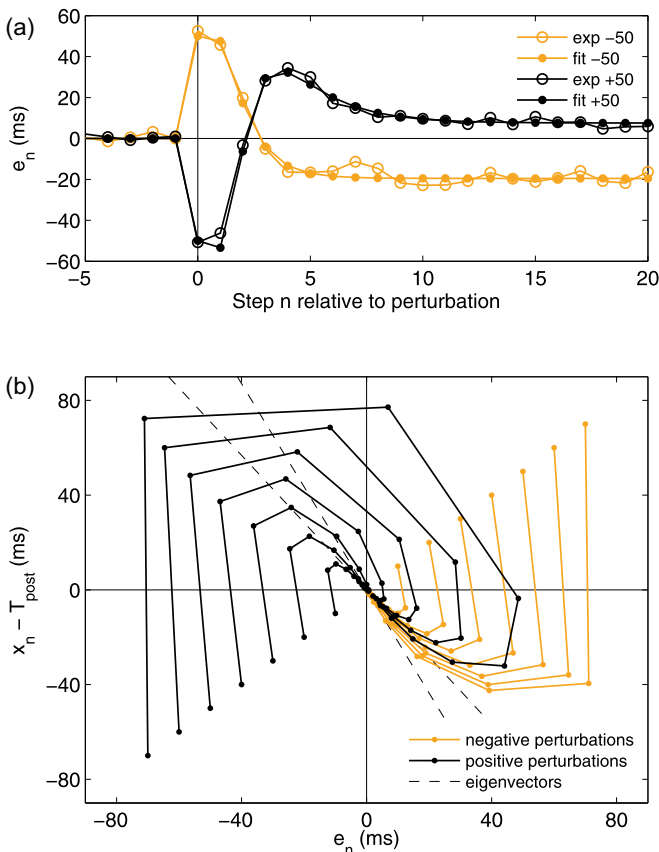 (a)
60
40
20
0
−20
−40
−60
e_n (ms)
exp −50
fit −50
exp +50
fit +50
−5
0
5
10
15
20
Step n relative to perturbation
(b)
80
40
0
−40
−80
x_n − T_post (ms)
negative perturbations
positive perturbations
eigenvectors
−80
−40
0
40
80
e_n (ms)